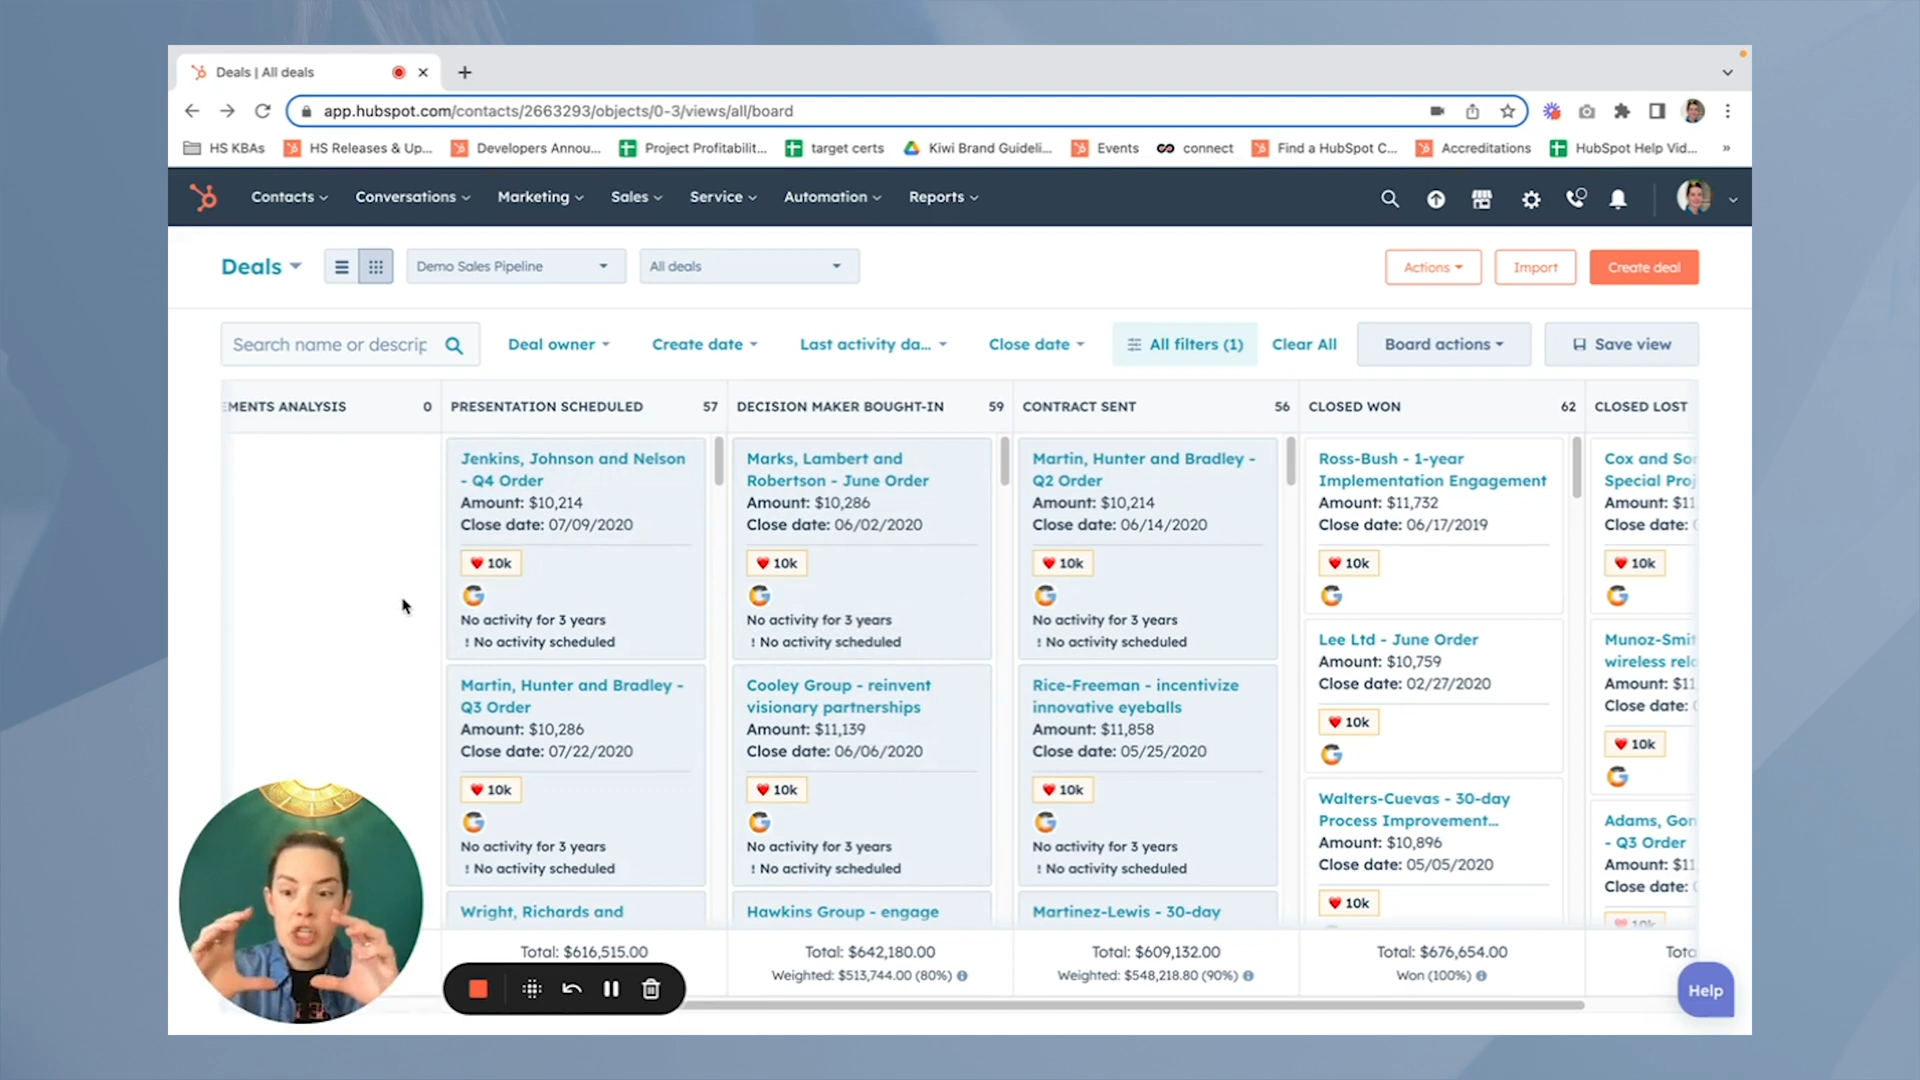 Deals | All deals
app.hubspot.com/contacts/2663293/objects/0-3/views/all/board
HS KBAs
HS Releases & Up...
Developers Annou...
Project Profitabilit...
target certs
Kiwi Brand Guideli...
Events
connect
Find a HubSpot C...
Accreditations
HubSpot Help Vid...
»
Contacts
Conversations
Marketing
Sales
Service
Automation
Reports
Deals
Demo Sales Pipeline
All deals
Actions
Import
Create deal
Search name or descrip
Deal owner
Create date
Last activity da...
Close date
All filters (1)
Clear All
Board actions
Save view
EMENTS ANALYSIS 0
PRESENTATION SCHEDULED 57
Jenkins, Johnson and Nelson
- Q4 Order
Amount: $10,214
Close date: 07/09/2020
10k
No activity for 3 years
! No activity scheduled
Martin, Hunter and Bradley -
Q3 Order
Amount: $10,286
Close date: 07/22/2020
10k
No activity for 3 years
! No activity scheduled
Wright, Richards and
Total: $616,515.00
DECISION MAKER BOUGHT-IN 59
Marks, Lambert and
Robertson - June Order
Amount: $10,286
Close date: 06/02/2020
10k
No activity for 3 years
! No activity scheduled
Cooley Group - reinvent
visionary partnerships
Amount: $11,139
Close date: 06/06/2020
10k
No activity for 3 years
! No activity scheduled
Hawkins Group - engage
Total: $642,180.00
Weighted: $513,744.00 (80%)
CONTRACT SENT 56
Martin, Hunter and Bradley -
Q2 Order
Amount: $10,214
Close date: 06/14/2020
10k
No activity for 3 years
! No activity scheduled
Rice-Freeman - incentivize
innovative eyeballs
Amount: $11,858
Close date: 05/25/2020
10k
No activity for 3 years
! No activity scheduled
Martinez-Lewis - 30-day
Total: $609,132.00
Weighted: $548,218.80 (90%)
CLOSED WON 62
Ross-Bush - 1-year
Implementation Engagement
Amount: $11,732
Close date: 06/17/2019
10k
Lee Ltd - June Order
Amount: $10,759
Close date: 02/27/2020
10k
Walters-Cuevas - 30-day
Process Improvement...
Amount: $10,896
Close date: 05/05/2020
10k
Total: $676,654.00
Won (100%)
CLOSED LOST
Cox and Sor
Special Proj
Amount: $11
Close date:
10k
Munoz-Smit
wireless relc
Amount: $11
Close date:
10k
Adams, Gon
- Q3 Order
Amount: $11
Close date:
10k
Tota
Help